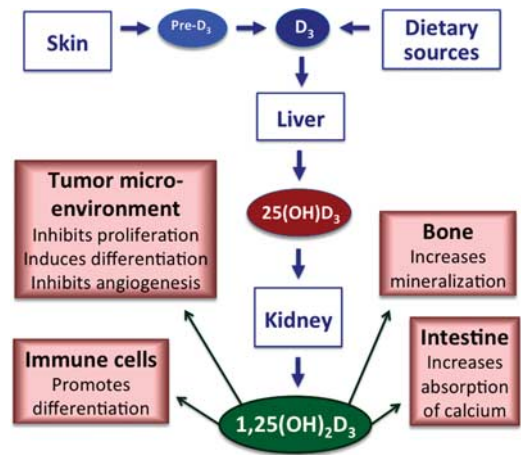 Skin
Pre-D₃
D₃
Dietary
sources
Liver
25(OH)D₃
Kidney
1,25(OH)₂D₃
Tumor micro-
environment
Inhibits proliferation
Induces differentiation
Inhibits angiogenesis
Immune cells
Promotes
differentiation
Bone
Increases
mineralization
Intestine
Increases
absorption
of calcium